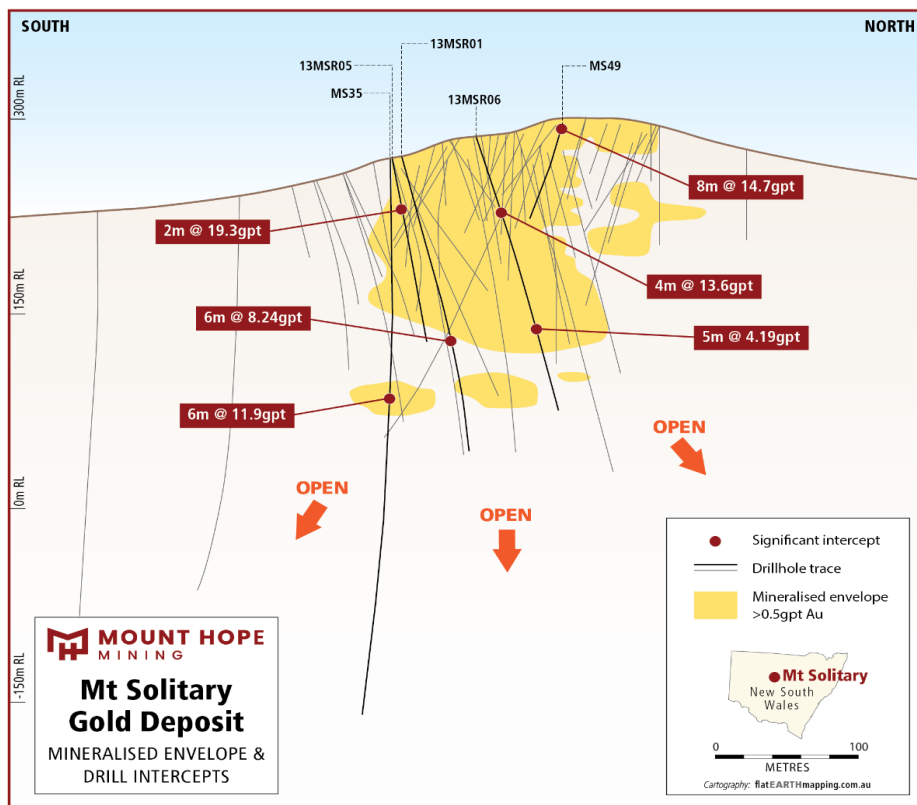 SOUTH
NORTH
13MSR01
13MSR05
MS49
MS35
13MSR06
300m RL
150m RL
0m RL
-150m RL
8m @ 14.7gpt
2m @ 19.3gpt
4m @ 13.6gpt
6m @ 8.24gpt
5m @ 4.19gpt
6m @ 11.9gpt
OPEN
OPEN
OPEN
MOUNT HOPE
MINING
Mt Solitary
Gold Deposit
MINERALISED ENVELOPE &
DRILL INTERCEPTS
Significant intercept
Drillhole trace
Mineralised envelope
>0.5gpt Au
Mt Solitary
New South
Wales
0 100
METRES
Cartography: flatEARTHmapping.com.au